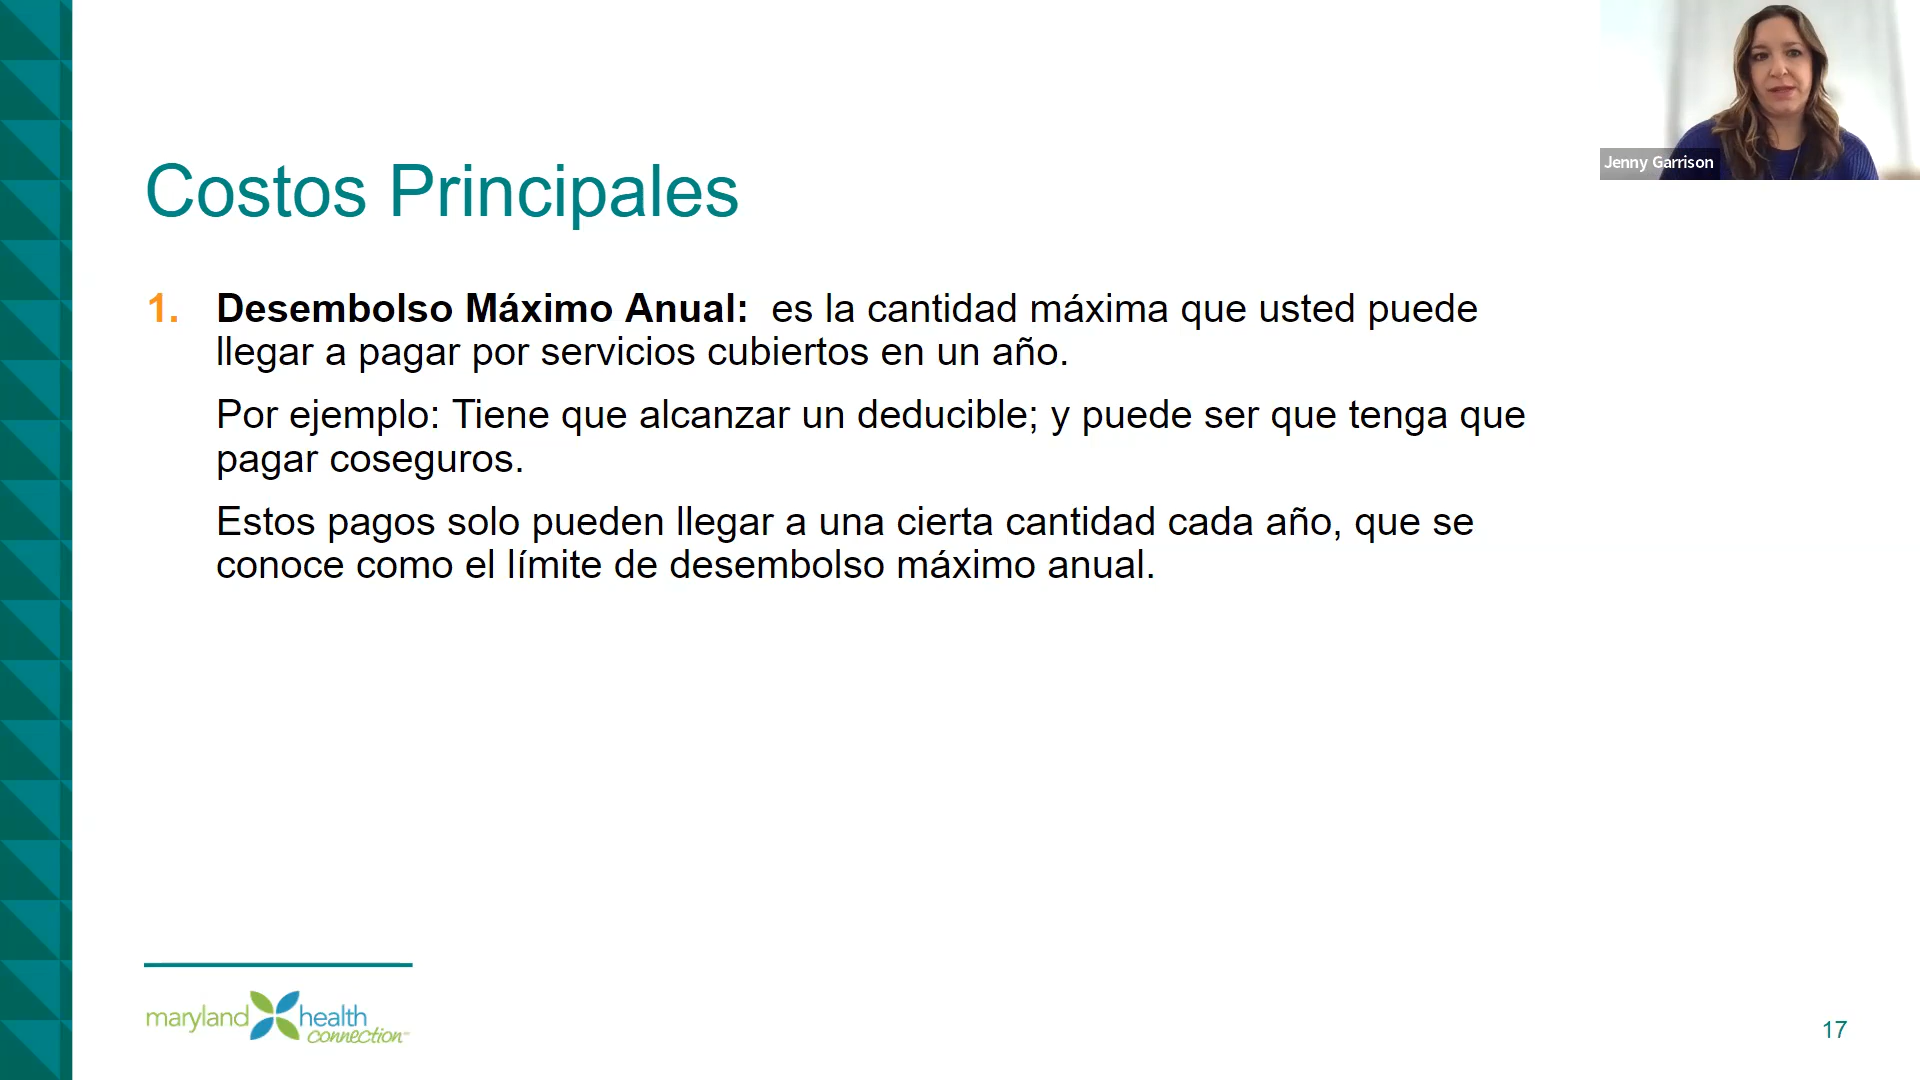 Jenny Garrison
Costos Principales
1. Desembolso Máximo Anual: es la cantidad máxima que usted puede
llegar a pagar por servicios cubiertos en un año.
Por ejemplo: Tiene que alcanzar un deducible; y puede ser que tenga que
pagar coseguros.
Estos pagos solo pueden llegar a una cierta cantidad cada año, que se
conoce como el límite de desembolso máximo anual.
maryland health
connection
17